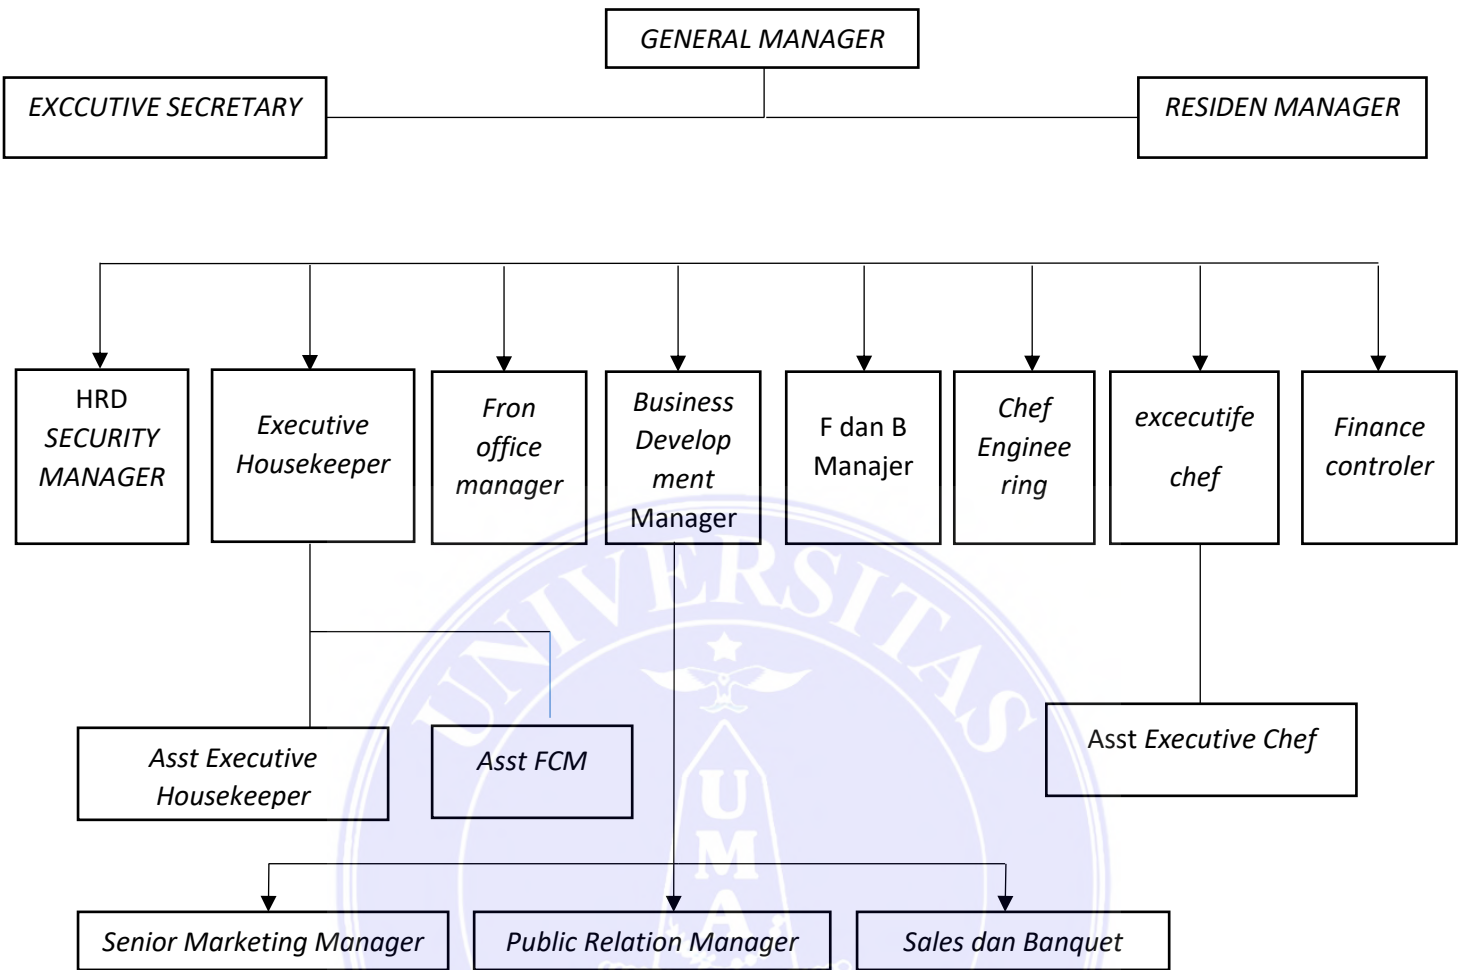 GENERAL MANAGER
EXCCUTIVE SECRETARY
RESIDEN MANAGER
HRD
SECURITY
MANAGER
Executive
Housekeeper
Fron
office
manager
Business
Develop
ment
Manager
F dan B
Manajer
Chef
Enginee
ring
excecutife
chef
Finance
controler
UNIVERSITAS
Asst Executive
Housekeeper
Asst FCM
Asst Executive Chef
U
M
A
Senior Marketing Manager
Public Relation Manager
Sales dan Banquet